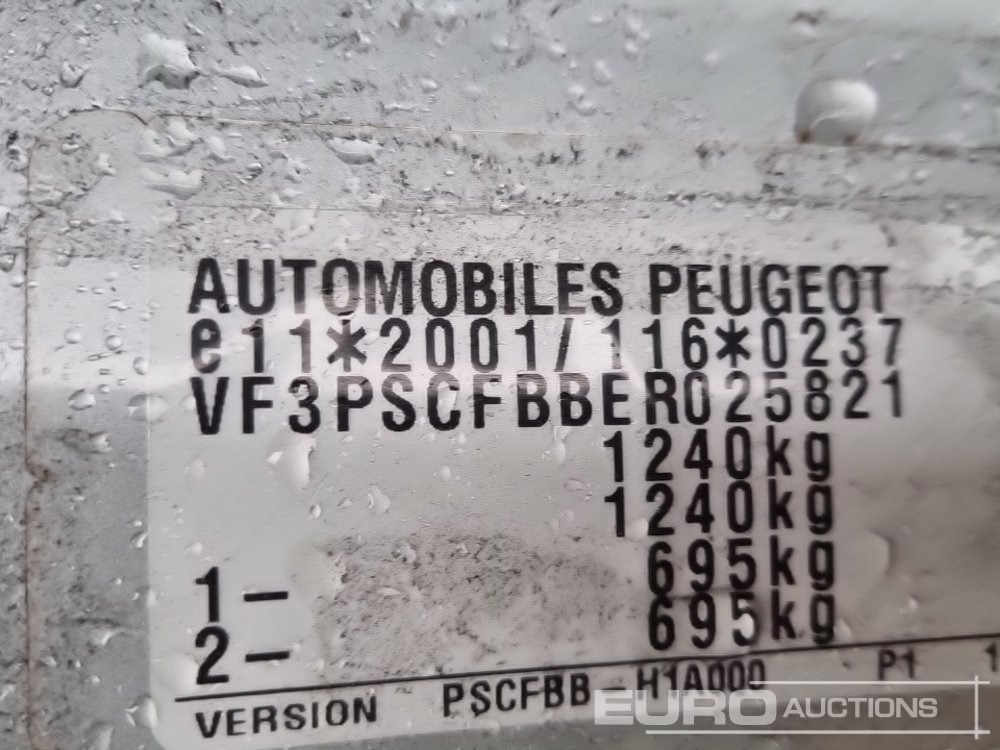 AUTOMOBILES PEUGEOT
e11*2001/116*0237
VF3PSCFBBER025821
1240kg
1240kg
1- 695kg
2- 695kg
VERSION PSCFBB-H1A000 P1 1
EURO AUCTIONS